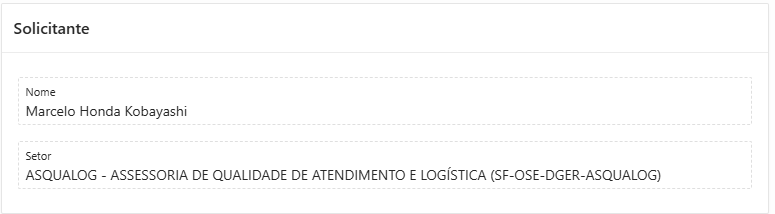 Solicitante
Nome
Marcelo Honda Kobayashi
Setor
ASQUALOG - ASSESSORIA DE QUALIDADE DE ATENDIMENTO E LOGÍSTICA (SF-OSE-DGER-ASQUALOG)